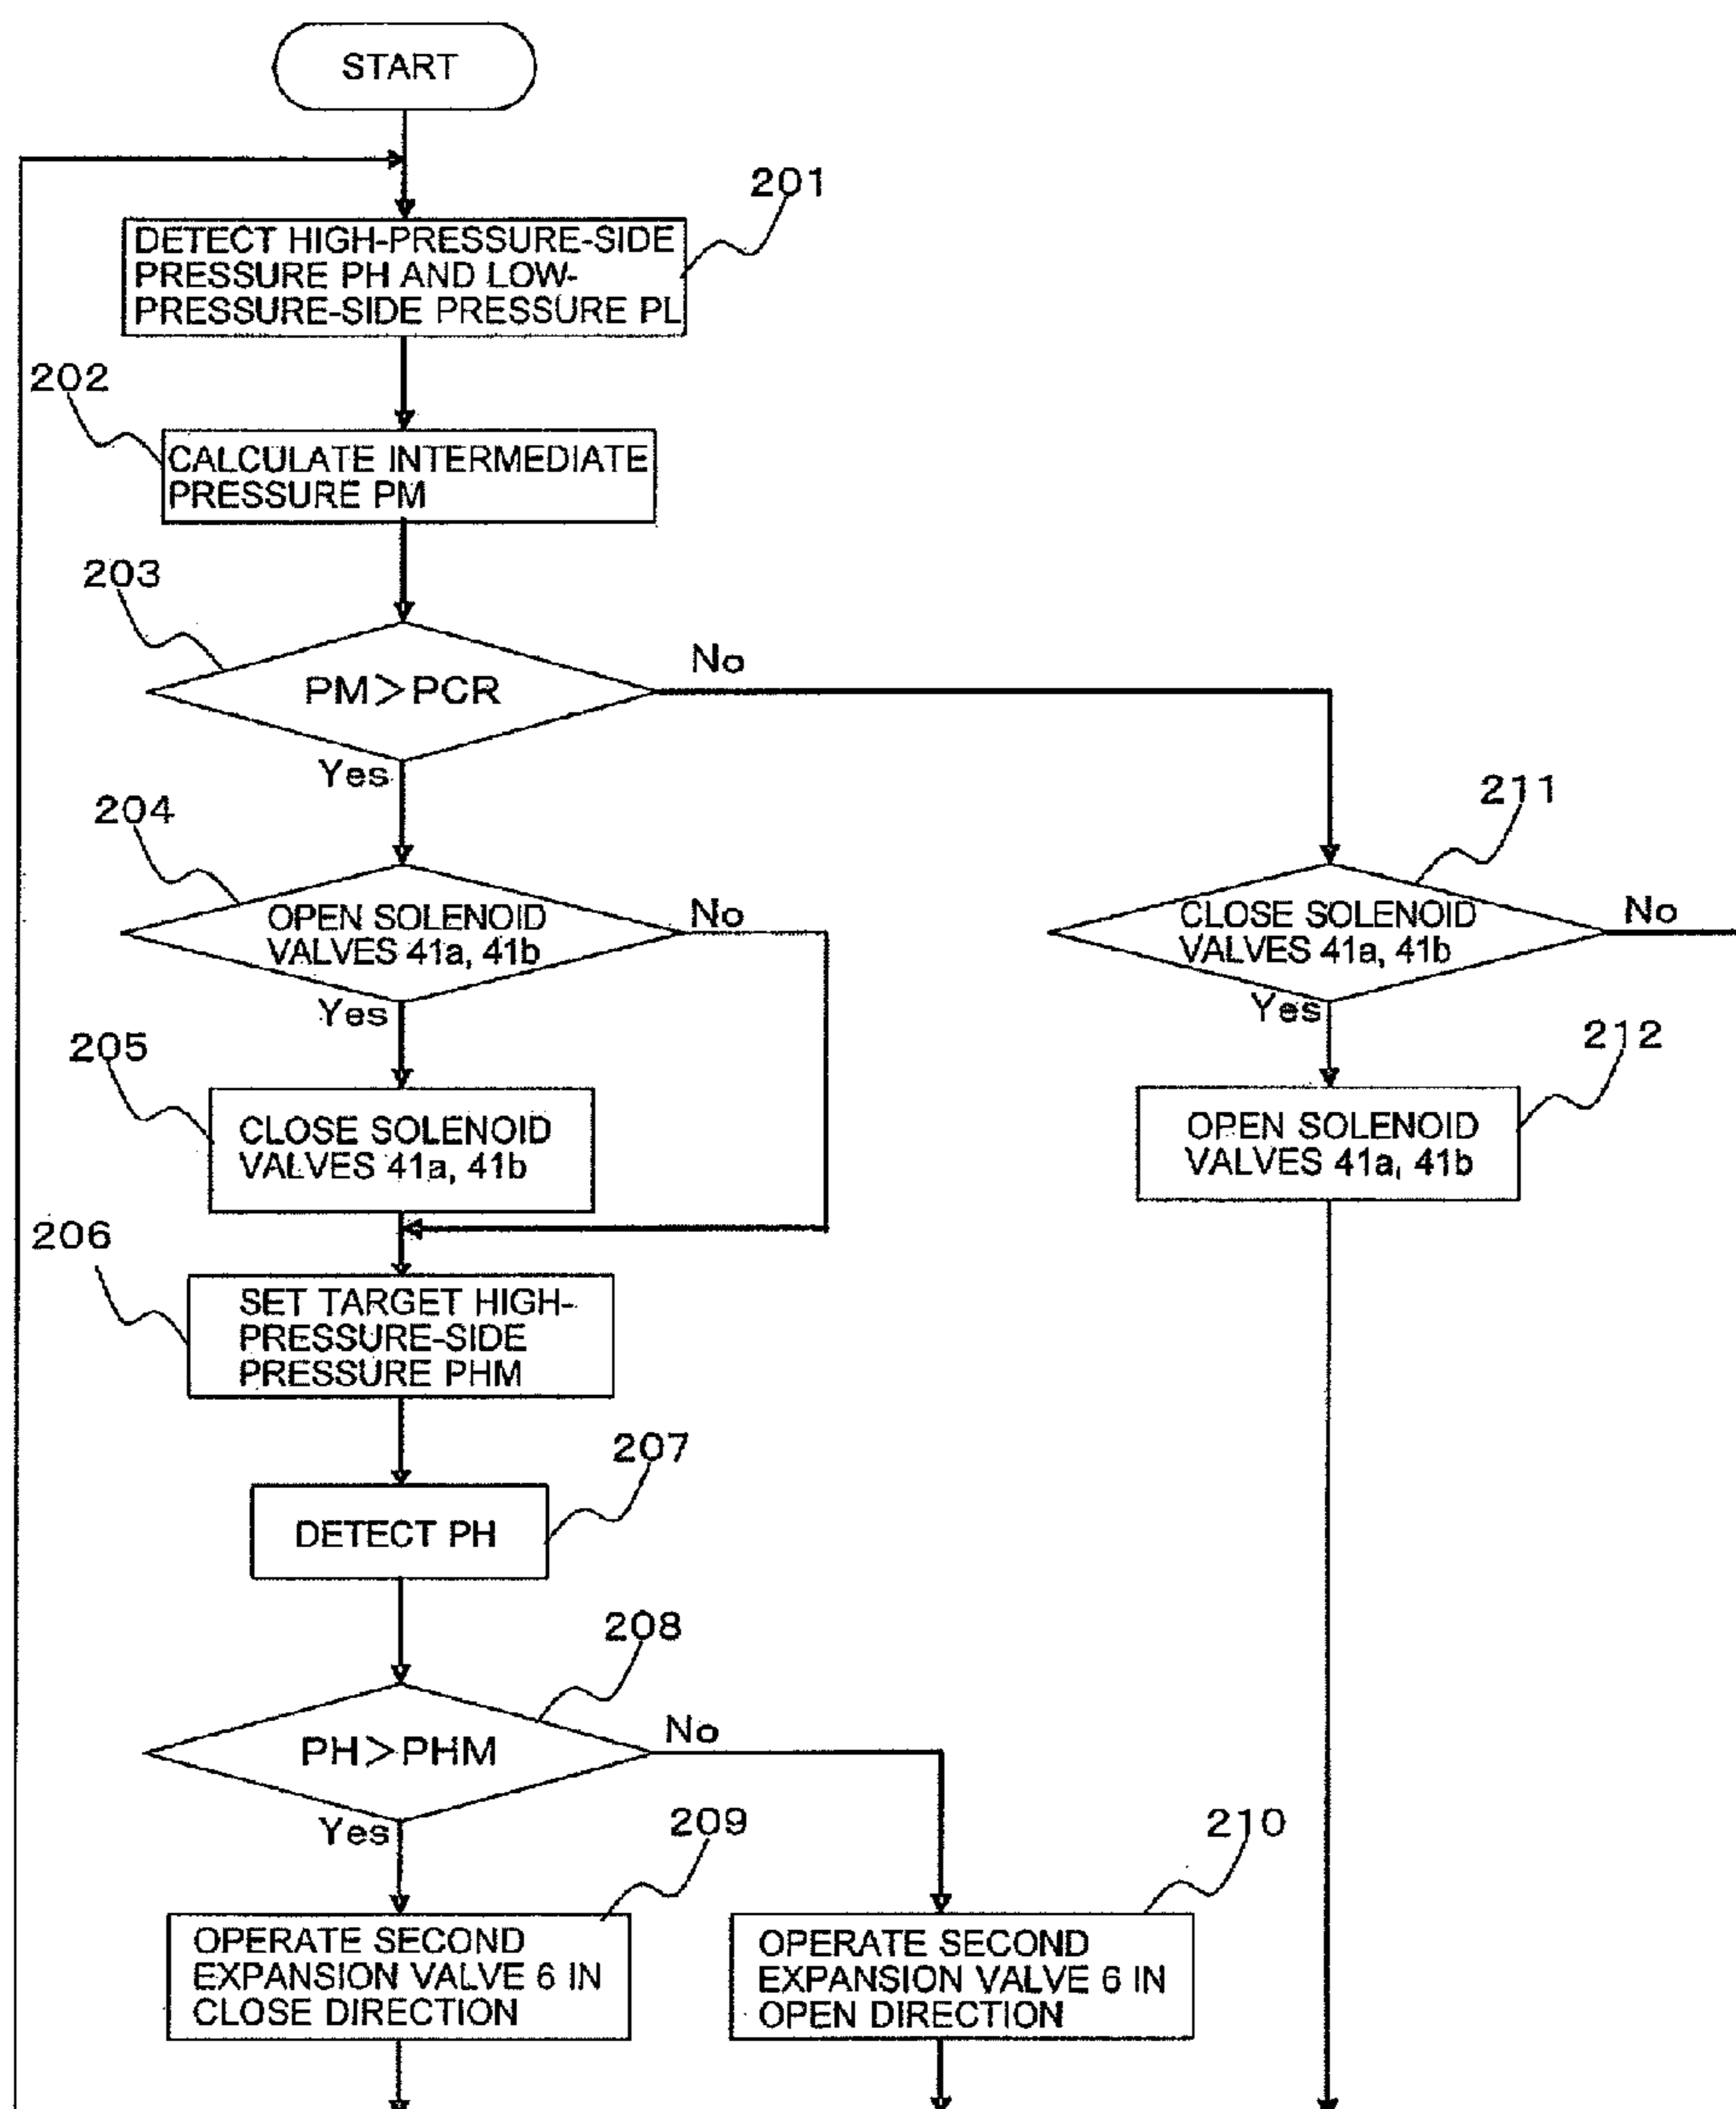 START
201
DETECT HIGH-PRESSURE-SIDE
PRESSURE PH AND LOW-
PRESSURE-SIDE PRESSURE PL
202
CALCULATE INTERMEDIATE
PRESSURE PM
203
PM>PCR
No
Yes
204
OPEN SOLENOID
VALVES 41a, 41b
No
Yes
205
CLOSE SOLENOID
VALVES 41a, 41b
211
CLOSE SOLENOID
VALVES 41a, 41b
No
Yes
212
OPEN SOLENOID
VALVES 41a, 41b
206
SET TARGET HIGH-
PRESSURE-SIDE
PRESSURE PHM
207
DETECT PH
208
PH>PHM
No
Yes
209
OPERATE SECOND
EXPANSION VALVE 6 IN
CLOSE DIRECTION
210
OPERATE SECOND
EXPANSION VALVE 6 IN
OPEN DIRECTION